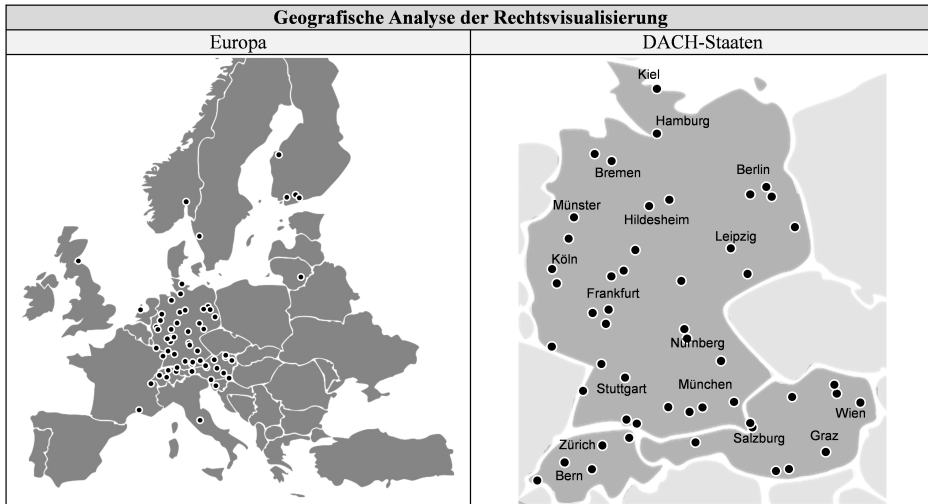 Geografische Analyse der Rechtsvisualisierung
Europa
DACH-Staaten
Kiel
Hamburg
Bremen
Berlin
Münster
Hildesheim
Leipzig
Köln
Frankfurt
Nürnberg
Stuttgart
München
Wien
Zürich
Salzburg
Graz
Bern